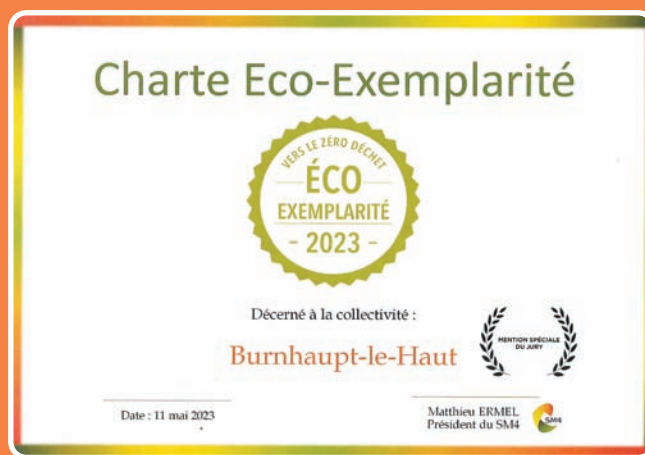 Charte Eco-Exemplarité
VERS LE ZÉRO DÉCHET
ÉCO
EXEMPLARITÉ
- 2023 -
Décerné à la collectivité :
Burnhaupt-le-Haut
MENTION SPÉCIALE
DU JURY
Date : 11 mai 2023
Matthieu ERMEL
Président du SM4
SM4